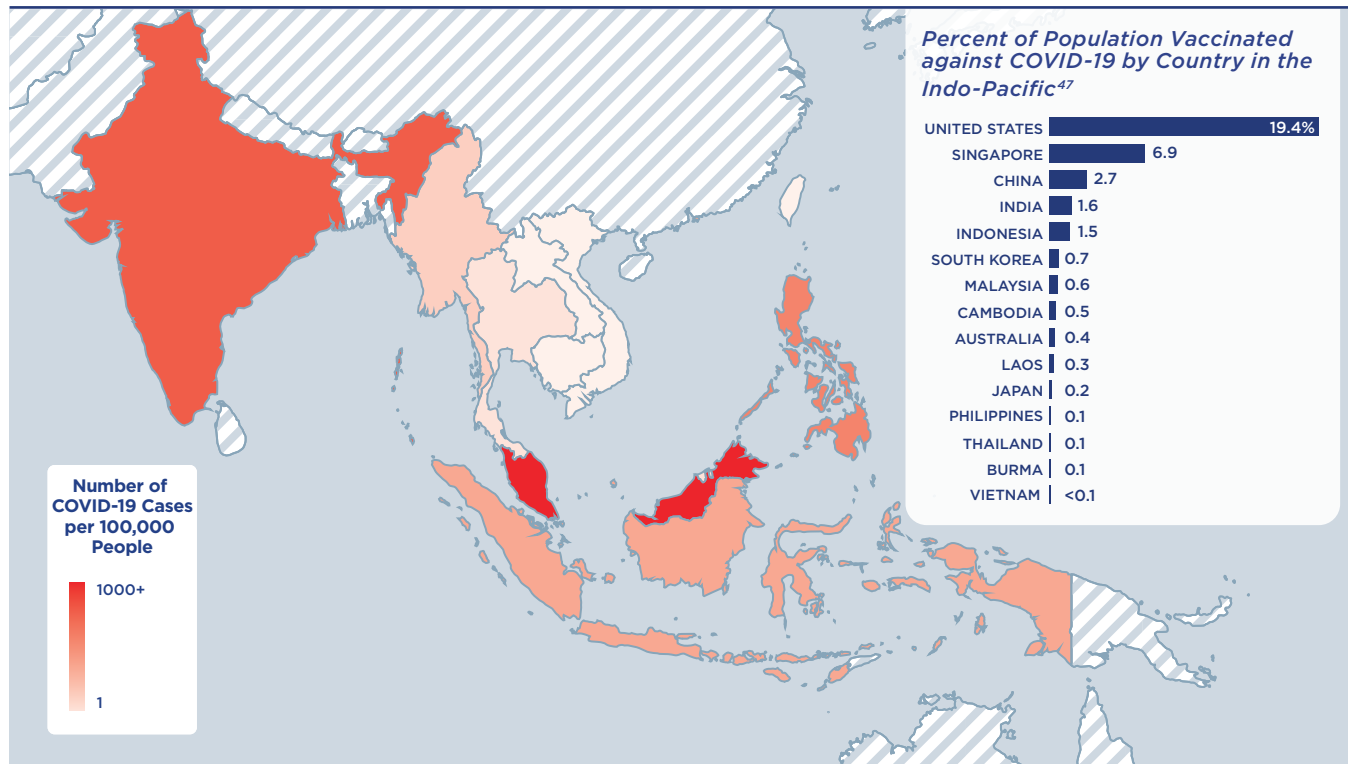 Percent of Population Vaccinated
against COVID-19 by Country in the
Indo-Pacific47
UNITED STATES 19.4%
SINGAPORE 6.9
CHINA 2.7
INDIA 1.6
INDONESIA 1.5
SOUTH KOREA 0.7
MALAYSIA 0.6
CAMBODIA 0.5
AUSTRALIA 0.4
LAOS 0.3
JAPAN 0.2
PHILIPPINES 0.1
THAILAND 0.1
BURMA 0.1
VIETNAM <0.1
Number of
COVID-19 Cases
per 100,000
People
1000+
1